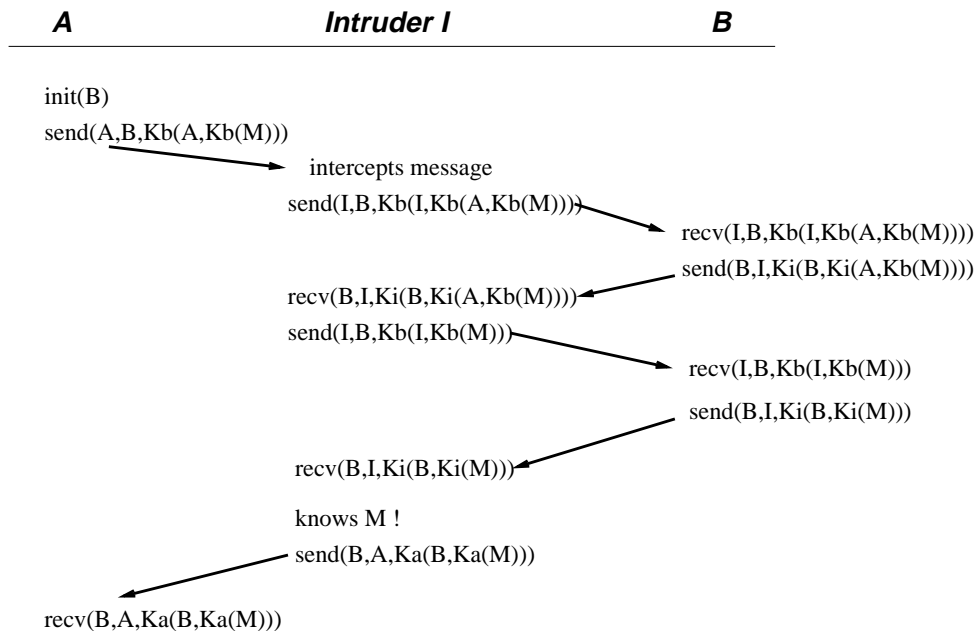 A Intruder I B
init(B)
send(A,B,Kb(A,Kb(M)))
intercepts message
send(I,B,Kb(I,Kb(A,Kb(M))))
recv(I,B,Kb(I,Kb(A,Kb(M))))
send(B,I,Ki(B,Ki(A,Kb(M))))
recv(B,I,Ki(B,Ki(A,Kb(M))))
send(I,B,Kb(I,Kb(M)))
recv(I,B,Kb(I,Kb(M)))
send(B,I,Ki(B,Ki(M)))
recv(B,I,Ki(B,Ki(M)))
knows M !
send(B,A,Ka(B,Ka(M)))
recv(B,A,Ka(B,Ka(M)))